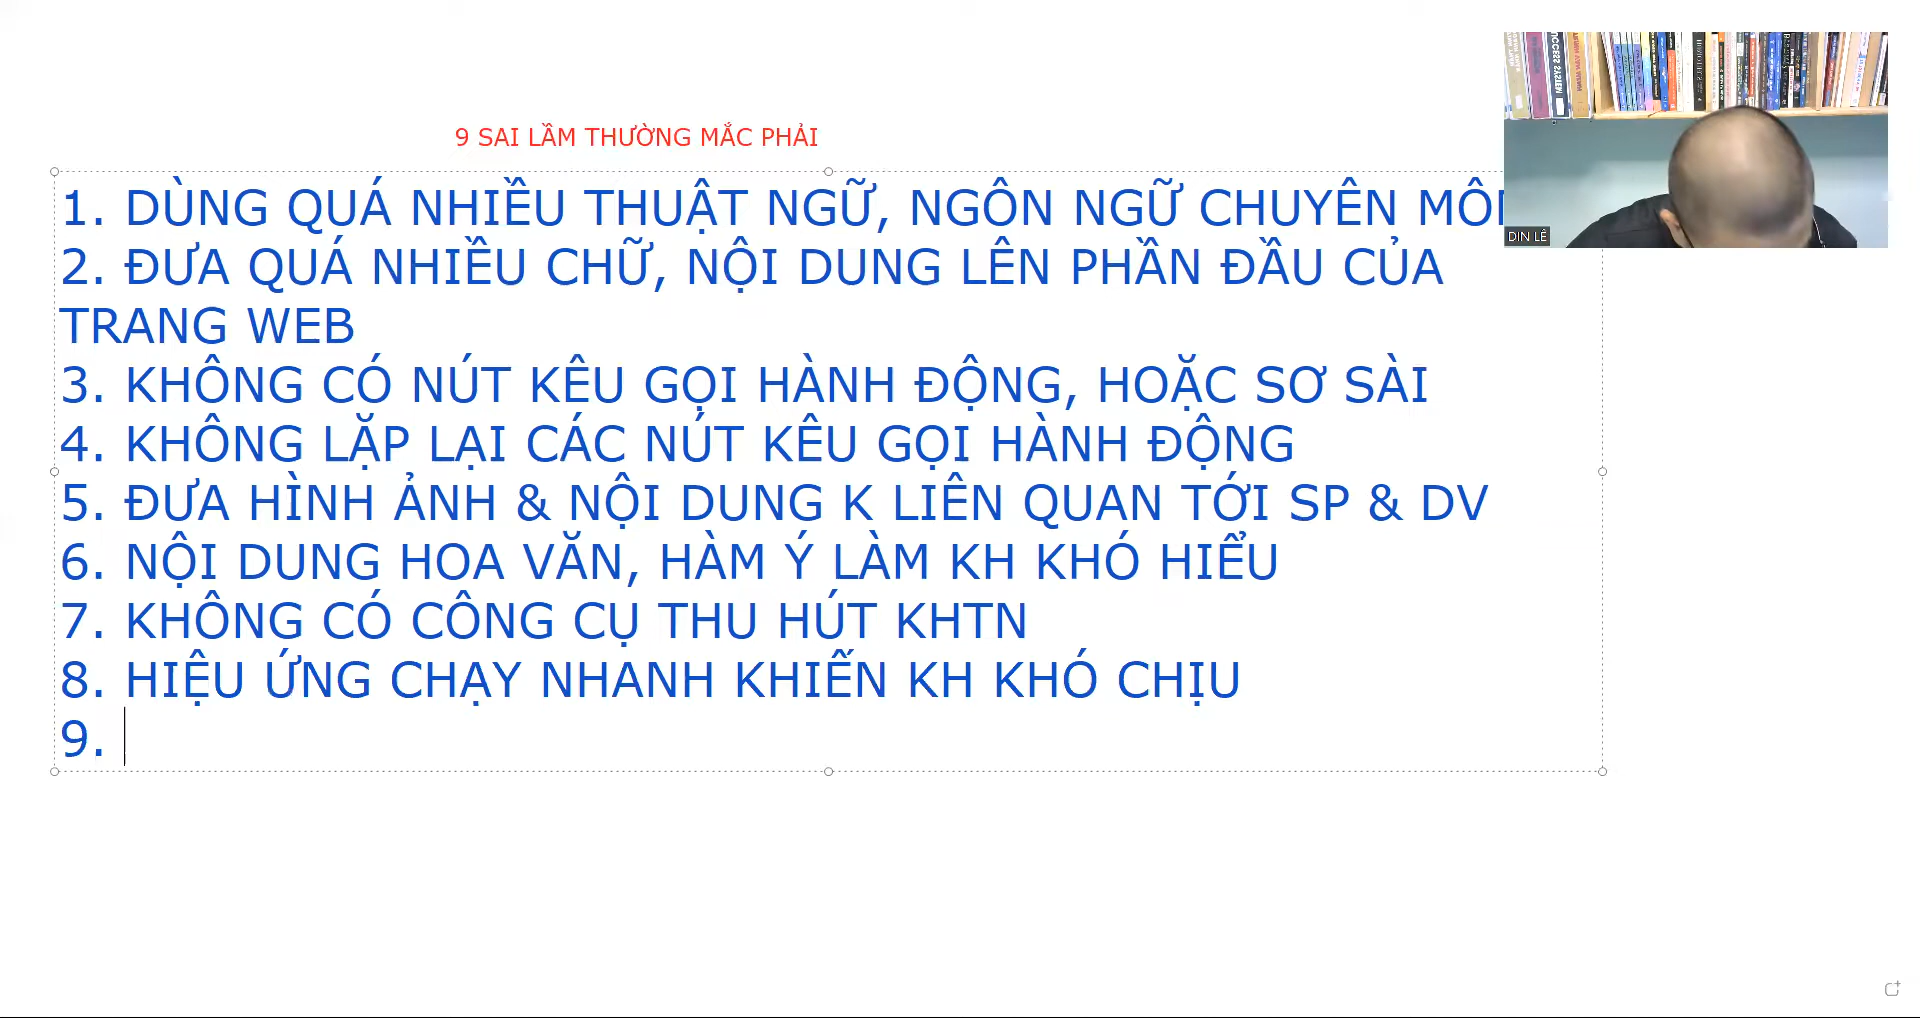 9 SAI LẦM THƯỜNG MẮC PHẢI
1. DÙNG QUÁ NHIỀU THUẬT NGỮ, NGÔN NGỮ CHUYÊN
2. ĐƯA QUÁ NHIỀU CHỮ, NỘI DUNG LÊN PHẦN ĐẦU CỦA
TRANG WEB
3. KHÔNG CÓ NÚT KÊU GỌI HÀNH ĐỘNG, HOẶC SƠ SÀI
4. KHÔNG LẶP LẠI CÁC NÚT KÊU GỌI HÀNH ĐỘNG
5. ĐƯA HÌNH ẢNH & NỘI DUNG K LIÊN QUAN TỚI SP & DV
6. NỘI DUNG HOA VĂN, HÀM Ý LÀM KH KHÓ HIỂU
7. KHÔNG CÓ CÔNG CỤ THU HÚT KHTN
8. HIỆU ỨNG CHẠY NHANH KHIẾN KH KHÓ CHỊU
9.
SUCCESS SYSTEM
DIN LÊ